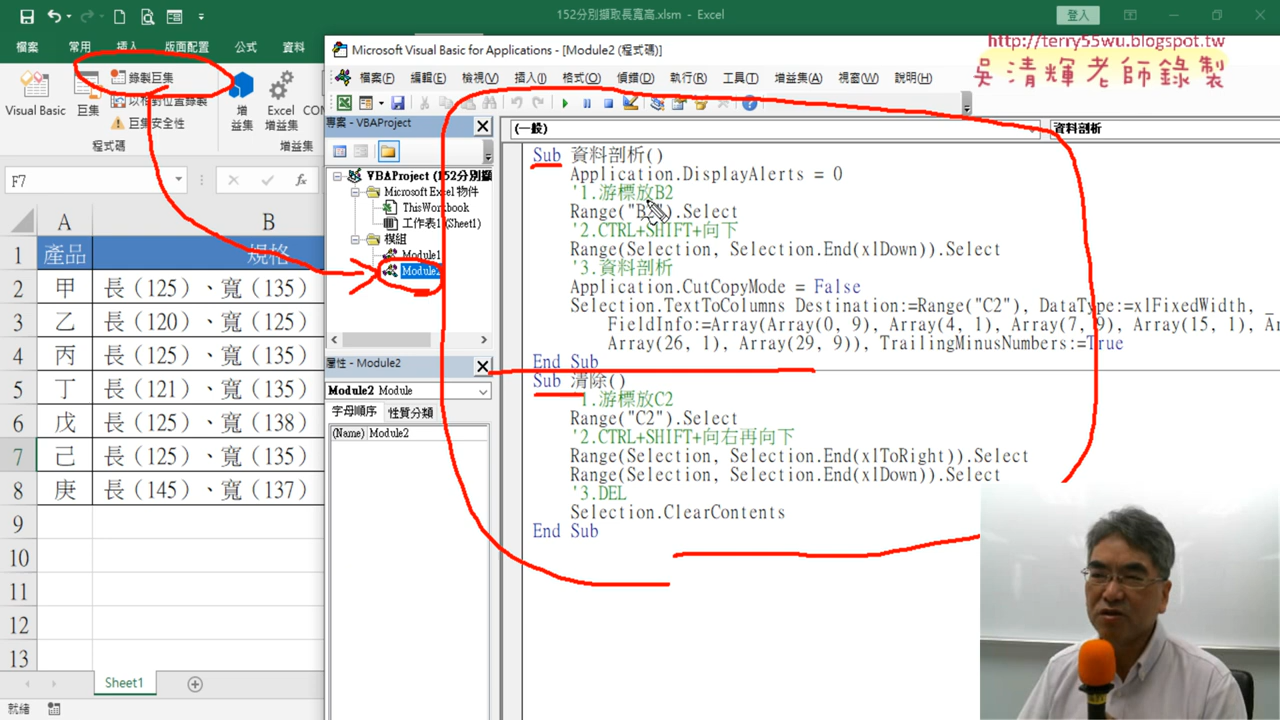 152分別擷取長寬高.xlsm - Excel
登入
http://terry55wu.blogspot.tw
吳清輝老師錄製
檔案 常用 插入 版面配置 公式 資料
Visual Basic
巨集
錄製巨集
以相對位置錄製
巨集安全性
程式碼
增益集
Excel 增益集
COM
增益集
F7
A B
1 產品 規格
2 甲 長（125）、寬（135）
3 乙 長（120）、寬（125）
4 丙 長（125）、寬（135）
5 丁 長（121）、寬（135）
6 戊 長（125）、寬（138）
7 己 長（125）、寬（135）
8 庚 長（145）、寬（137）
9
10
11
12
13
Sheet1
就緒
Microsoft Visual Basic for Applications - [Module2 (程式碼)]
檔案(F) 編輯(E) 檢視(V) 插入(I) 格式(O) 偵錯(D) 執行(R) 工具(T) 增益集(A) 視窗(W) 說明(H)
專案 - VBAProject
VBAProject (152分別擷
Microsoft Excel 物件
ThisWorkbook
工作表1 (Sheet1)
模組
Module1
Module2
屬性 - Module2
Module2 Module
字母順序 性質分類
(Name) Module2
(一般) 資料剖析
Sub 資料剖析()
Application.DisplayAlerts = 0
'1.游標放B2
Range("B2").Select
'2.CTRL+SHIFT+向下
Range(Selection, Selection.End(xlDown)).Select
'3.資料剖析
Application.CutCopyMode = False
Selection.TextToColumns Destination:=Range("C2"), DataType:=xlFixedWidth, _
FieldInfo:=Array(Array(0, 9), Array(4, 1), Array(7, 9), Array(15, 1), A
Array(26, 1), Array(29, 9)), TrailingMinusNumbers:=True
End Sub
Sub 清除()
'1.游標放C2
Range("C2").Select
'2.CTRL+SHIFT+向右再向下
Range(Selection, Selection.End(xlToRight)).Select
Range(Selection, Selection.End(xlDown)).Select
'3.DEL
Selection.ClearContents
End Sub